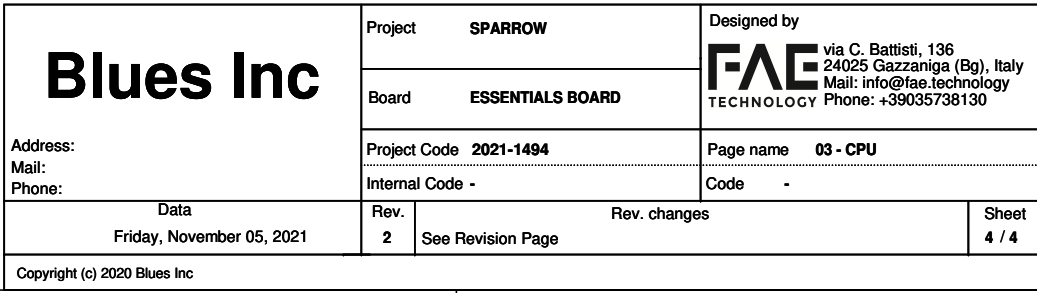 Blues Inc
Address:
Mail:
Phone:
Project SPARROW
Board ESSENTIALS BOARD
Designed by
FAE
TECHNOLOGY
via C. Battisti, 136
24025 Gazzaniga (Bg), Italy
Mail: info@fae.technology
Phone: +39035738130
Project Code 2021-1494
Page name 03 - CPU
Internal Code -
Code -
Data
Friday, November 05, 2021
Rev.
2
Rev. changes
See Revision Page
Sheet
4 / 4
Copyright (c) 2020 Blues Inc